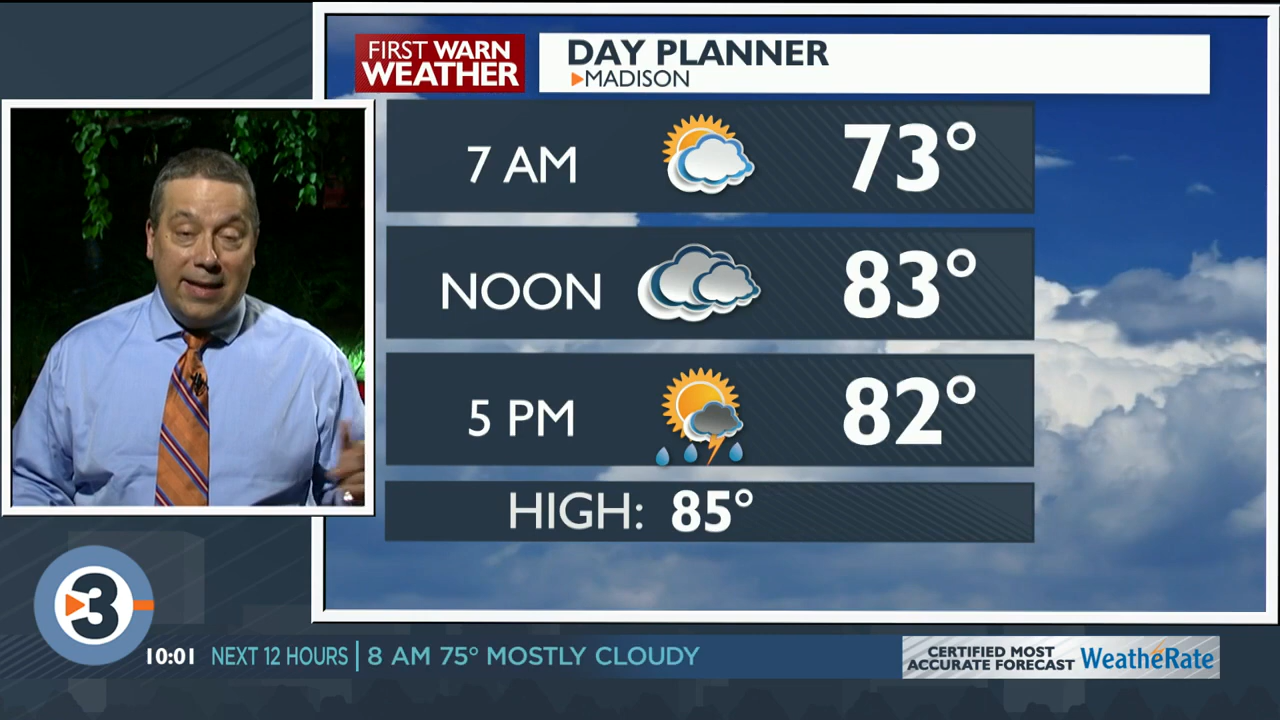 FIRST WARN
WEATHER
DAY PLANNER
MADISON
7 AM 73°
NOON 83°
5 PM 82°
HIGH: 85°
3
10:01 NEXT 12 HOURS | 8 AM 75° MOSTLY CLOUDY
CERTIFIED MOST
ACCURATE FORECAST
WeatheRate